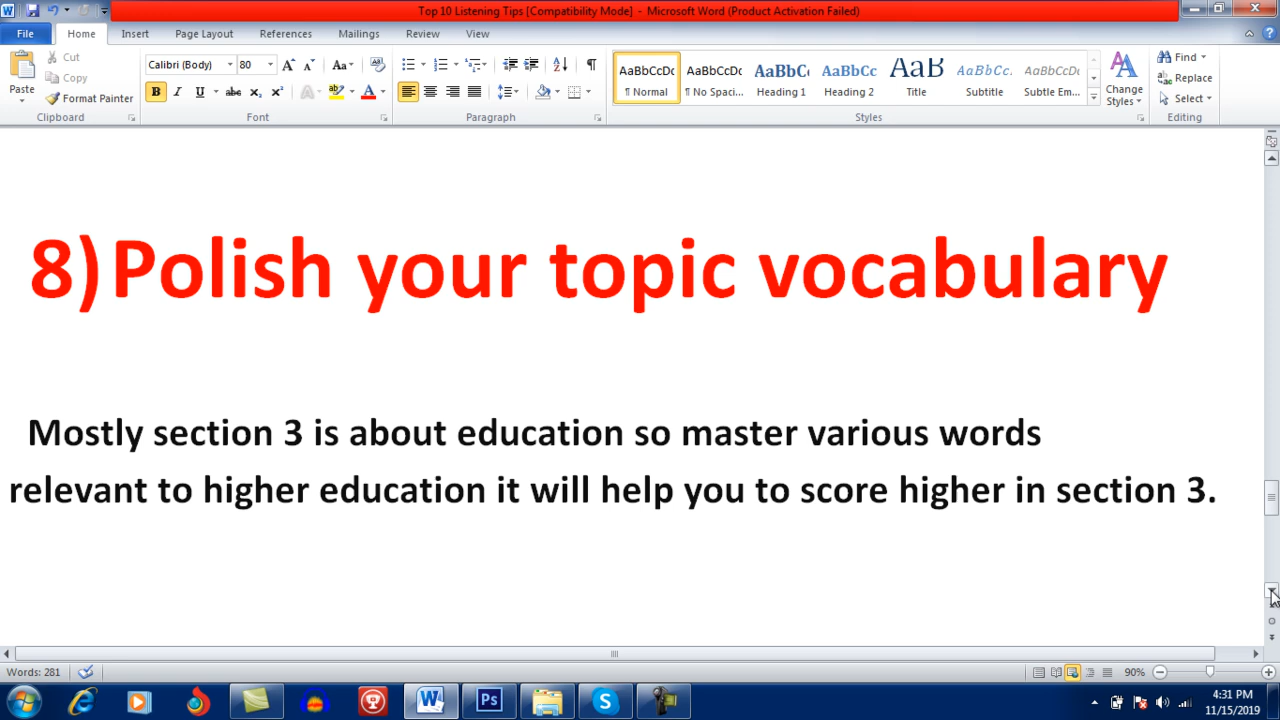 Top 10 Listening Tips [Compatibility Mode] - Microsoft Word (Product Activation Failed)
File Home Insert Page Layout References Mailings Review View
Cut
Copy
Format Painter
Paste
Clipboard
Calibri (Body) 80
Font
Paragraph
AaBbCcDc AaBbCcDc AaBbC AaBbCc AaB AaBbCcL AaBbCcDc
¶ Normal ¶ No Spaci... Heading 1 Heading 2 Title Subtitle Subtle Em...
Change Styles
Styles
Find
Replace
Select
Editing
8) Polish your topic vocabulary
Mostly section 3 is about education so master various words
relevant to higher education it will help you to score higher in section 3.
Words: 281
90%
4:31 PM
11/15/2019